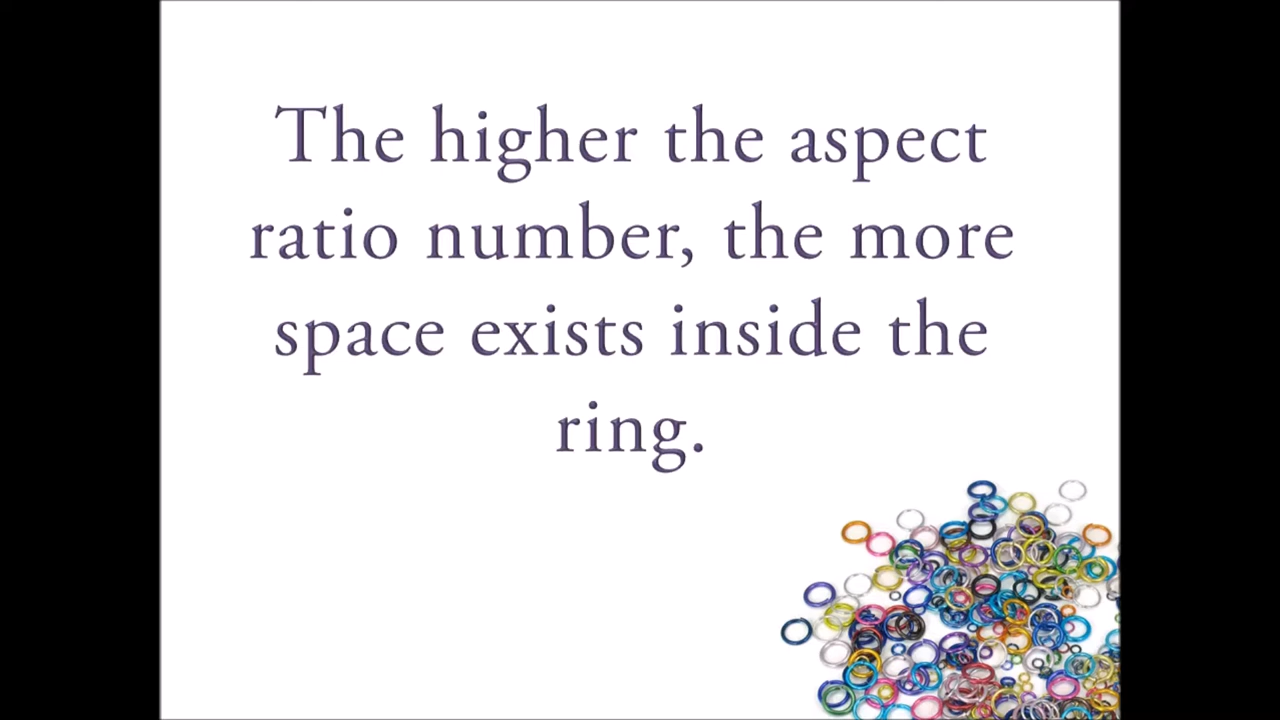 The higher the aspect
ratio number, the more
space exists inside the
ring.